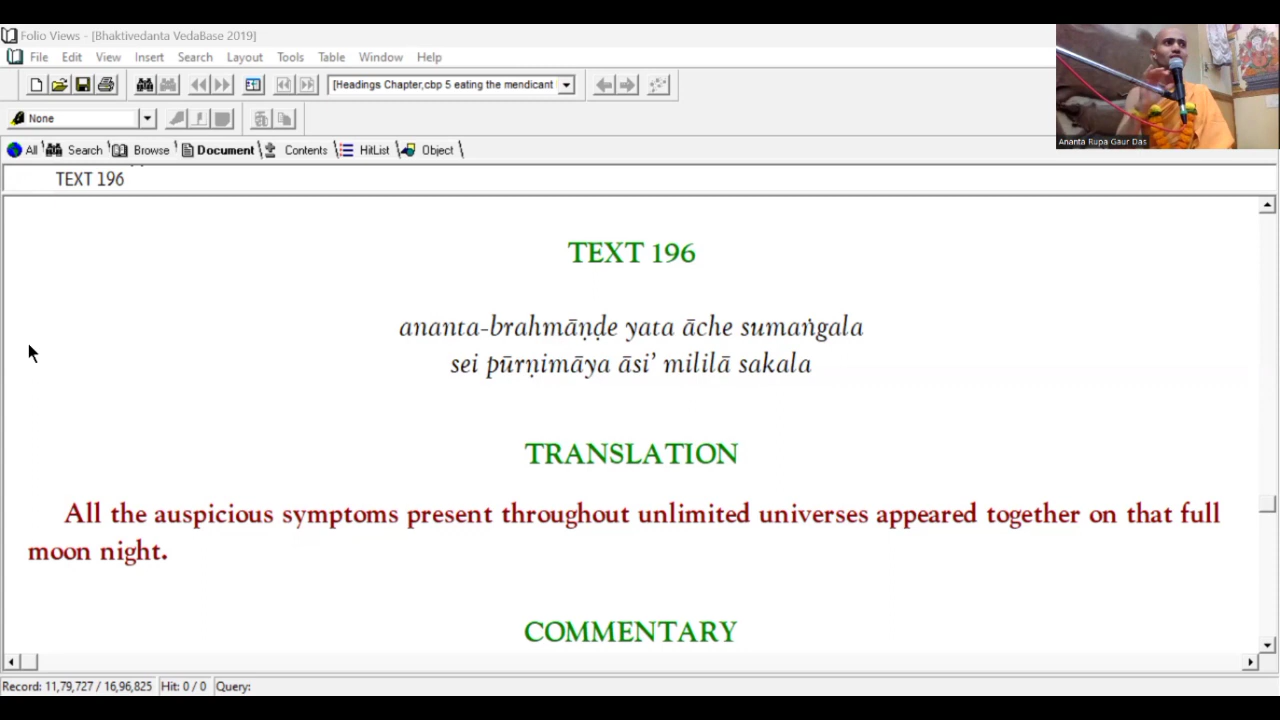 Folio Views - [Bhaktivedanta VedaBase 2019]
File Edit View Insert Search Layout Tools Table Window Help
[Headings Chapter,cbp 5 eating the mendicant
None
All Search Browse Document Contents HitList Object
Ananta Rupa Gaur Das
TEXT 196
TEXT 196
ananta-brahmāṇḍe yata āche sumaṅgala
sei pūrṇimāya āsi’ mililā sakala
TRANSLATION
All the auspicious symptoms present throughout unlimited universes appeared together on that full
moon night.
COMMENTARY
Record: 11,79,727 / 16,96,825 Hit: 0 / 0 Query: